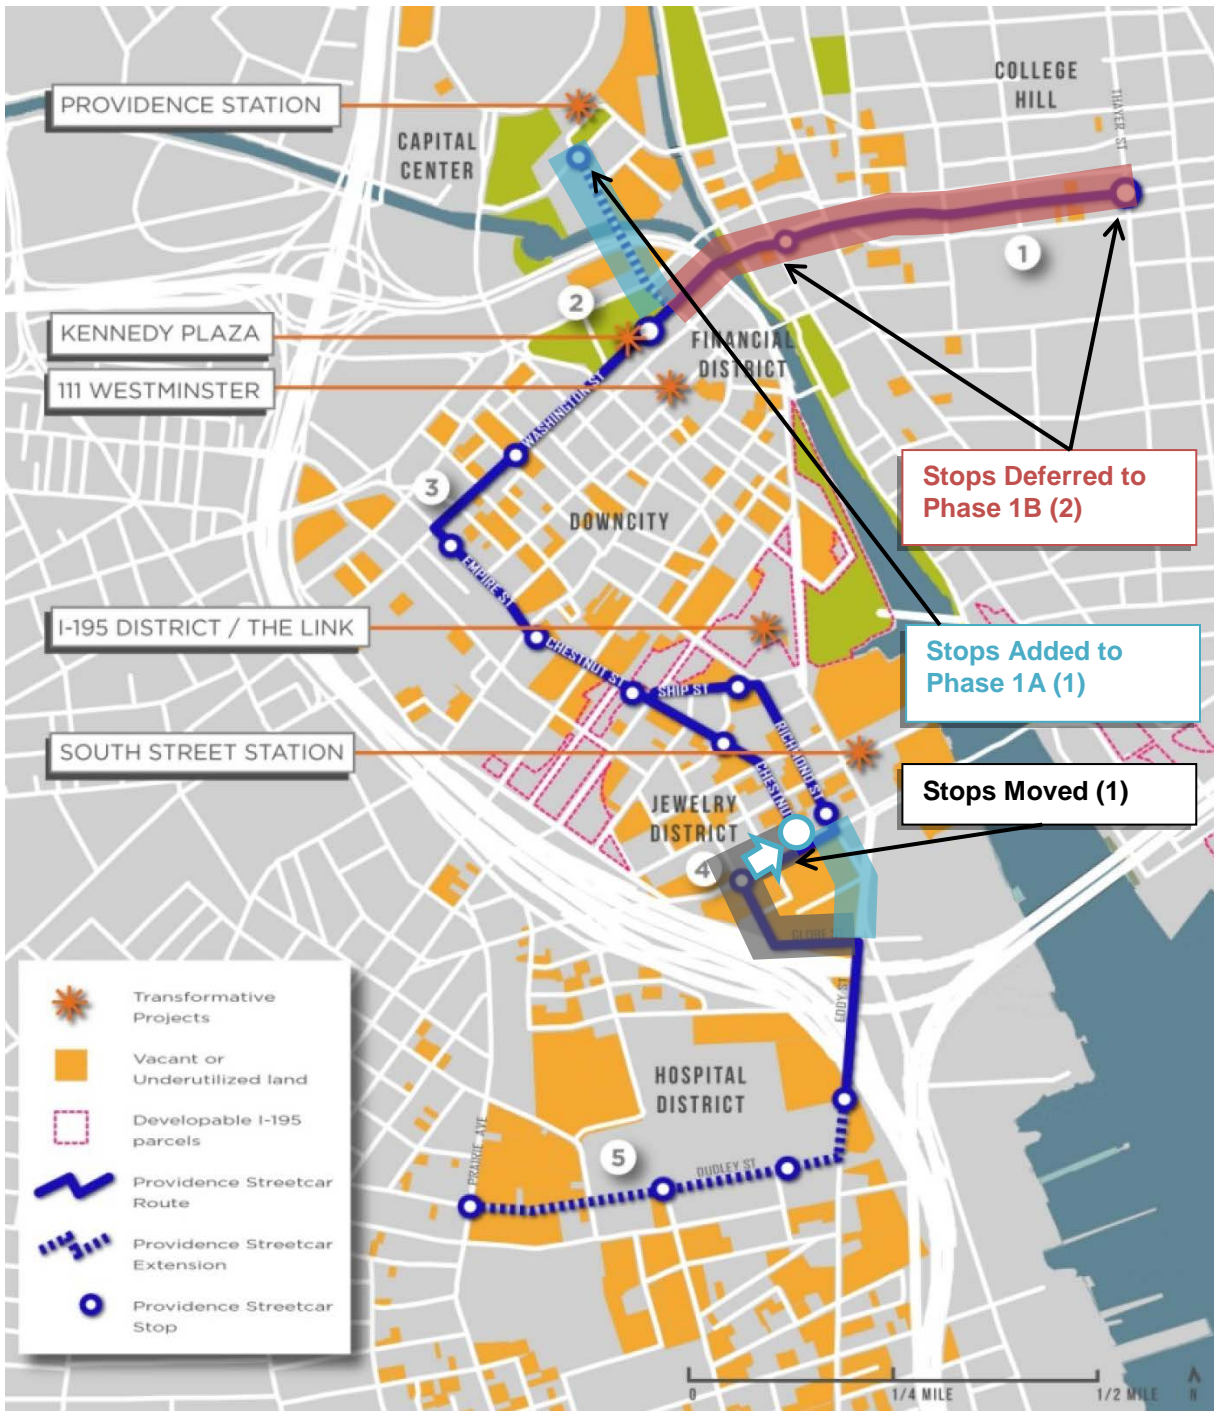 COLLEGE
HILL
THAYER ST
PROVIDENCE STATION
CAPITAL
CENTER
1
2
KENNEDY PLAZA
FINANCIAL
DISTRICT
111 WESTMINSTER
WASHINGTON ST
Stops Deferred to
Phase 1B (2)
3
DOWNCITY
EMPIRE ST
I-195 DISTRICT / THE LINK
CHESTNUT ST
Stops Added to
Phase 1A (1)
SHIP ST
RICHMOND ST
SOUTH STREET STATION
CHESTNUT
Stops Moved (1)
JEWELRY
DISTRICT
4
GLOBE ST
EDDY ST
Transformative
Projects
Vacant or
Underutilized land
Developable I-195
parcels
Providence Streetcar
Route
Providence Streetcar
Extension
Providence Streetcar
Stop
HOSPITAL
DISTRICT
PRAIRIE AVE
5
DUDLEY ST
0
1/4 MILE
1/2 MILE
N